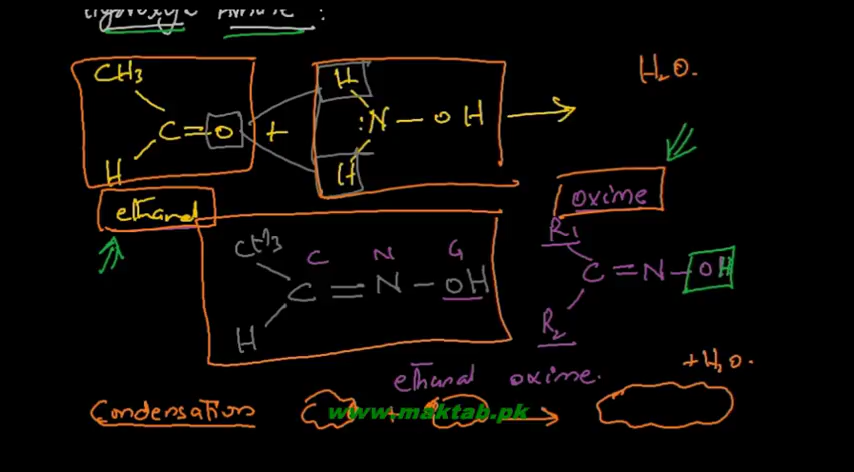 Hydroxyl Amine :
CH3 H H2O.
C=O + :N-OH →
H H
ethanal oxime
CH3 C N G R1
C=N-OH C=N-OH
H R2
ethanal oxime. +H2O.
Condensation + →
www.maktab.pk